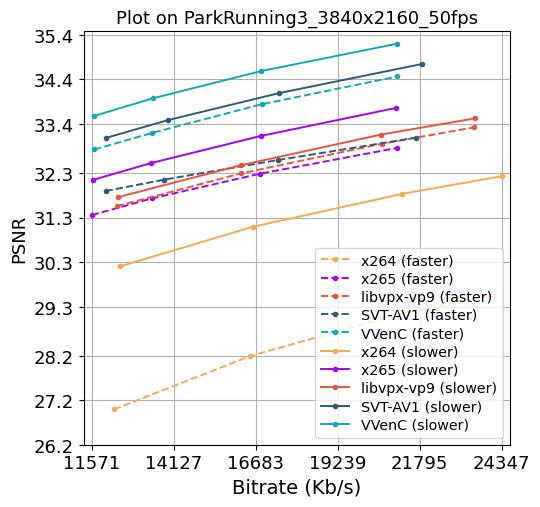 Plot on ParkRunning3_3840x2160_50fps
35.4
34.4
33.4
32.3
31.3
30.3
29.3
28.2
27.2
26.2
PSNR
x264 (faster)
x265 (faster)
libvpx-vp9 (faster)
SVT-AV1 (faster)
VVenC (faster)
x264 (slower)
x265 (slower)
libvpx-vp9 (slower)
SVT-AV1 (slower)
VVenC (slower)
11571 14127 16683 19239 21795 24347
Bitrate (Kb/s)